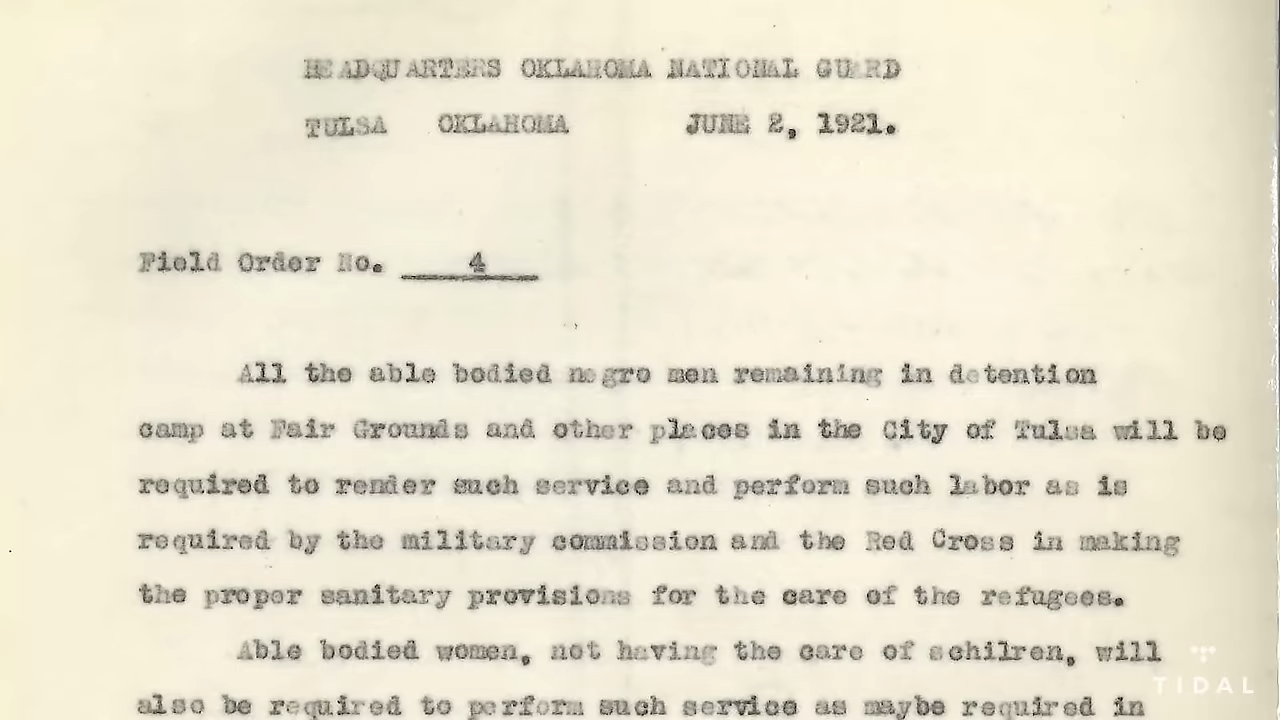 HEADQUARTERS OKLAHOMA NATIONAL GUARD
TULSA OKLAHOMA JUNE 2, 1921.
Field Order No. 4
All the able bodied negro men remaining in detention
camp at Fair Grounds and other places in the City of Tulsa will be
required to render such service and perform such labor as is
required by the military commission and the Red Cross in making
the proper sanitary provisions for the care of the refugees.
Able bodied women, not having the care of schilren, will
also be required to perform such service as maybe required in
TIDAL